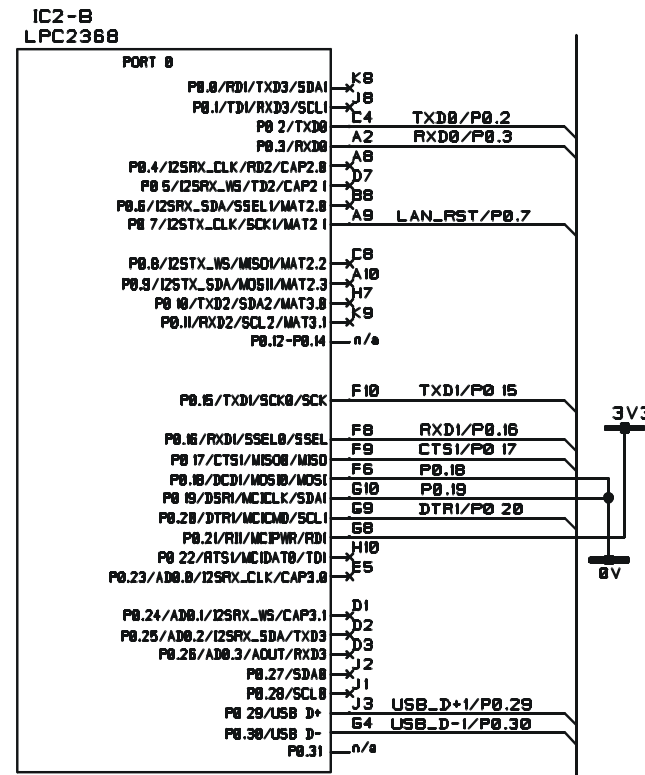 IC2-B
LPC2368
PORT 0
P0.0/RD1/TXD3/SDA1 K8
P0.1/TD1/RXD3/SCL1 J8
P0 2/TXD0 C4 TXD0/P0.2
P0.3/RXD0 A2 RXD0/P0.3
P0.4/I2SRX_CLK/RD2/CAP2.0 A8
P0 5/I2SRX_WS/TD2/CAP2 1 D7
P0.6/I2SRX_SDA/SSEL1/MAT2.0 B8
P0 7/I2STX_CLK/SCK1/MAT2 1 A9 LAN_RST/P0.7
P0.8/I2STX_WS/MISO1/MAT2.2 C8
P0.9/I2STX_SDA/MOSI1/MAT2.3 A10
P0 10/TXD2/SDA2/MAT3.0 H7
P0.11/RXD2/SCL2/MAT3.1 K9
P0.12-P0.14 n/a
P0.15/TXD1/SCK0/SCK F10 TXD1/P0 15
3V3
P0.16/RXD1/SSEL0/SSEL F8 RXD1/P0.16
P0 17/CTS1/MISO0/MISO F9 CTS1/P0 17
P0.18/DCD1/MOSI0/MOSI F6 P0.18
P0 19/DSR1/MCICLK/SDA1 G10 P0.19
P0.20/DTR1/MCICMD/SCL1 G9 DTR1/P0 20
P0.21/RI1/MCIPWR/RD1 G8
P0 22/RTS1/MCIDAT0/TD1 H10
P0.23/AD0.0/I2SRX_CLK/CAP3.0 E5
0V
P0.24/AD0.1/I2SRX_WS/CAP3.1 D1
P0.25/AD0.2/I2SRX_SDA/TXD3 D2
P0.26/AD0.3/AOUT/RXD3 D3
P0.27/SDA0 J2
P0.28/SCL0 J1
P0 29/USB D+ J3 USB_D+1/P0.29
P0.30/USB D- G4 USB_D-1/P0.30
P0.31 n/a